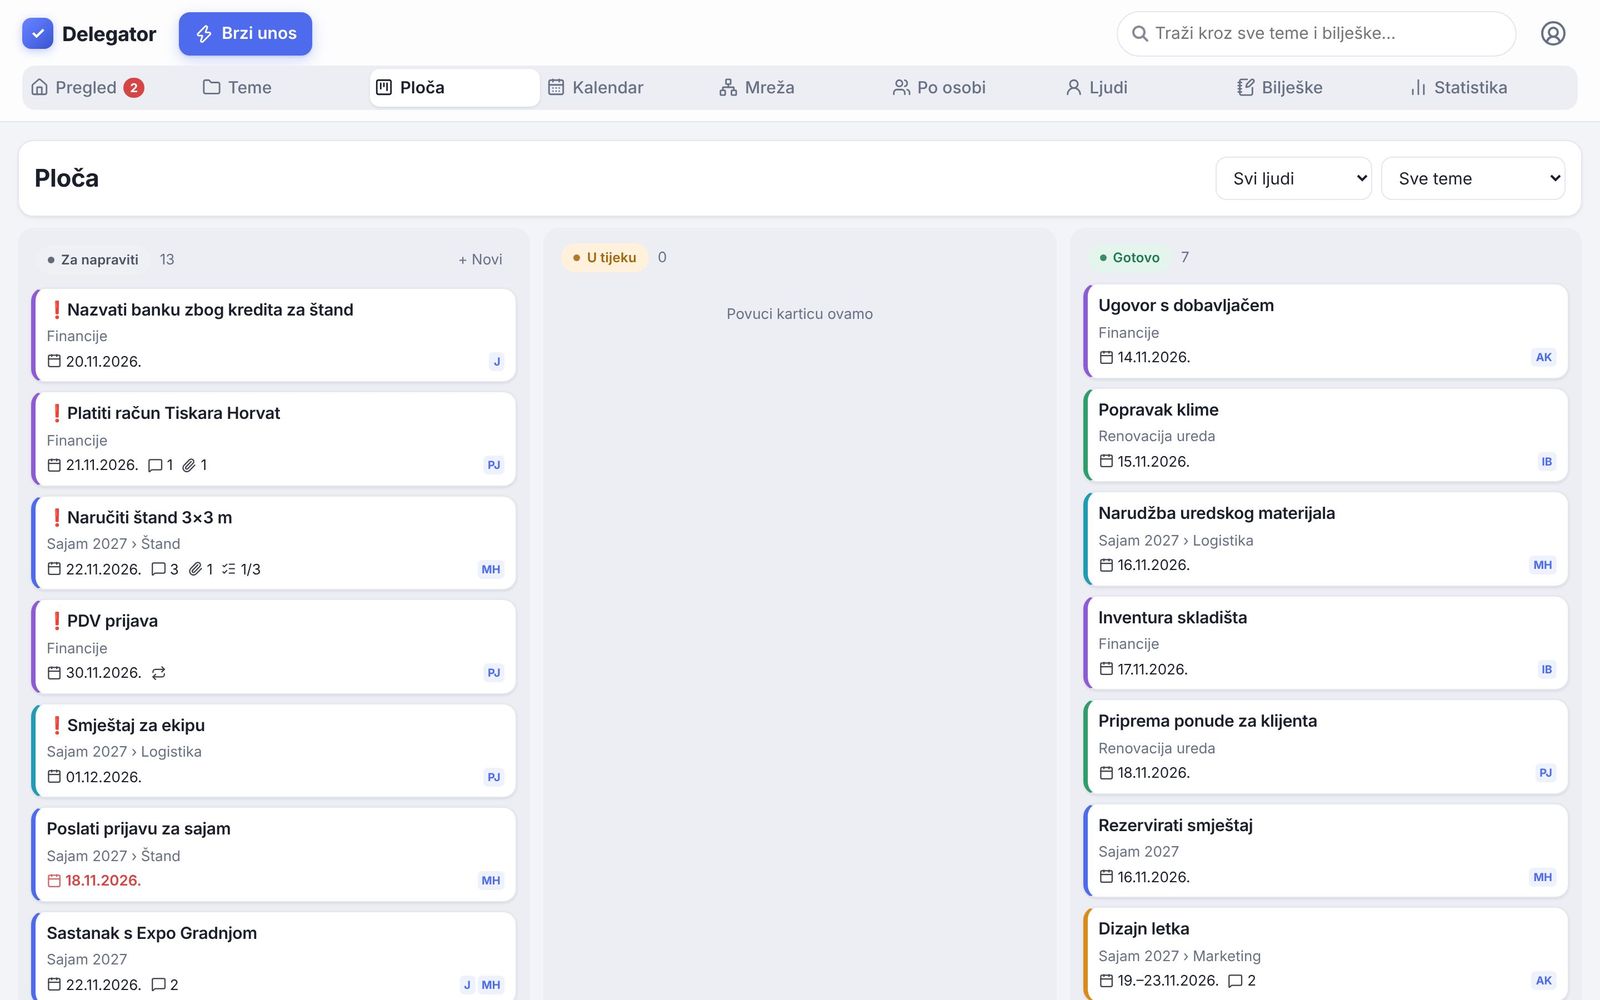 Delegator
Brzi unos
Traži kroz sve teme i bilješke...
Pregled 2
Teme
Ploča
Kalendar
Mreža
Po osobi
Ljudi
Bilješke
Statistika
Ploča
Svi ljudi
Sve teme
Za napraviti 13
+ Novi
❗Nazvati banku zbog kredita za štand
Financije
20.11.2026. J
❗Platiti račun Tiskara Horvat
Financije
21.11.2026. 1 1 PJ
❗Naručiti štand 3×3 m
Sajam 2027 › Štand
22.11.2026. 3 1 1/3 MH
❗PDV prijava
Financije
30.11.2026. PJ
❗Smještaj za ekipu
Sajam 2027 › Logistika
01.12.2026. PJ
Poslati prijavu za sajam
Sajam 2027 › Štand
18.11.2026. MH
Sastanak s Expo Gradnjom
Sajam 2027
22.11.2026. 2 J MH
U tijeku 0
Povuci karticu ovamo
Gotovo 7
Ugovor s dobavljačem
Financije
14.11.2026. AK
Popravak klime
Renovacija ureda
15.11.2026. IB
Narudžba uredskog materijala
Sajam 2027 › Logistika
16.11.2026. MH
Inventura skladišta
Financije
17.11.2026. IB
Priprema ponude za klijenta
Renovacija ureda
18.11.2026. PJ
Rezervirati smještaj
Sajam 2027
16.11.2026. MH
Dizajn letka
Sajam 2027 › Marketing
19.–23.11.2026. 2 AK